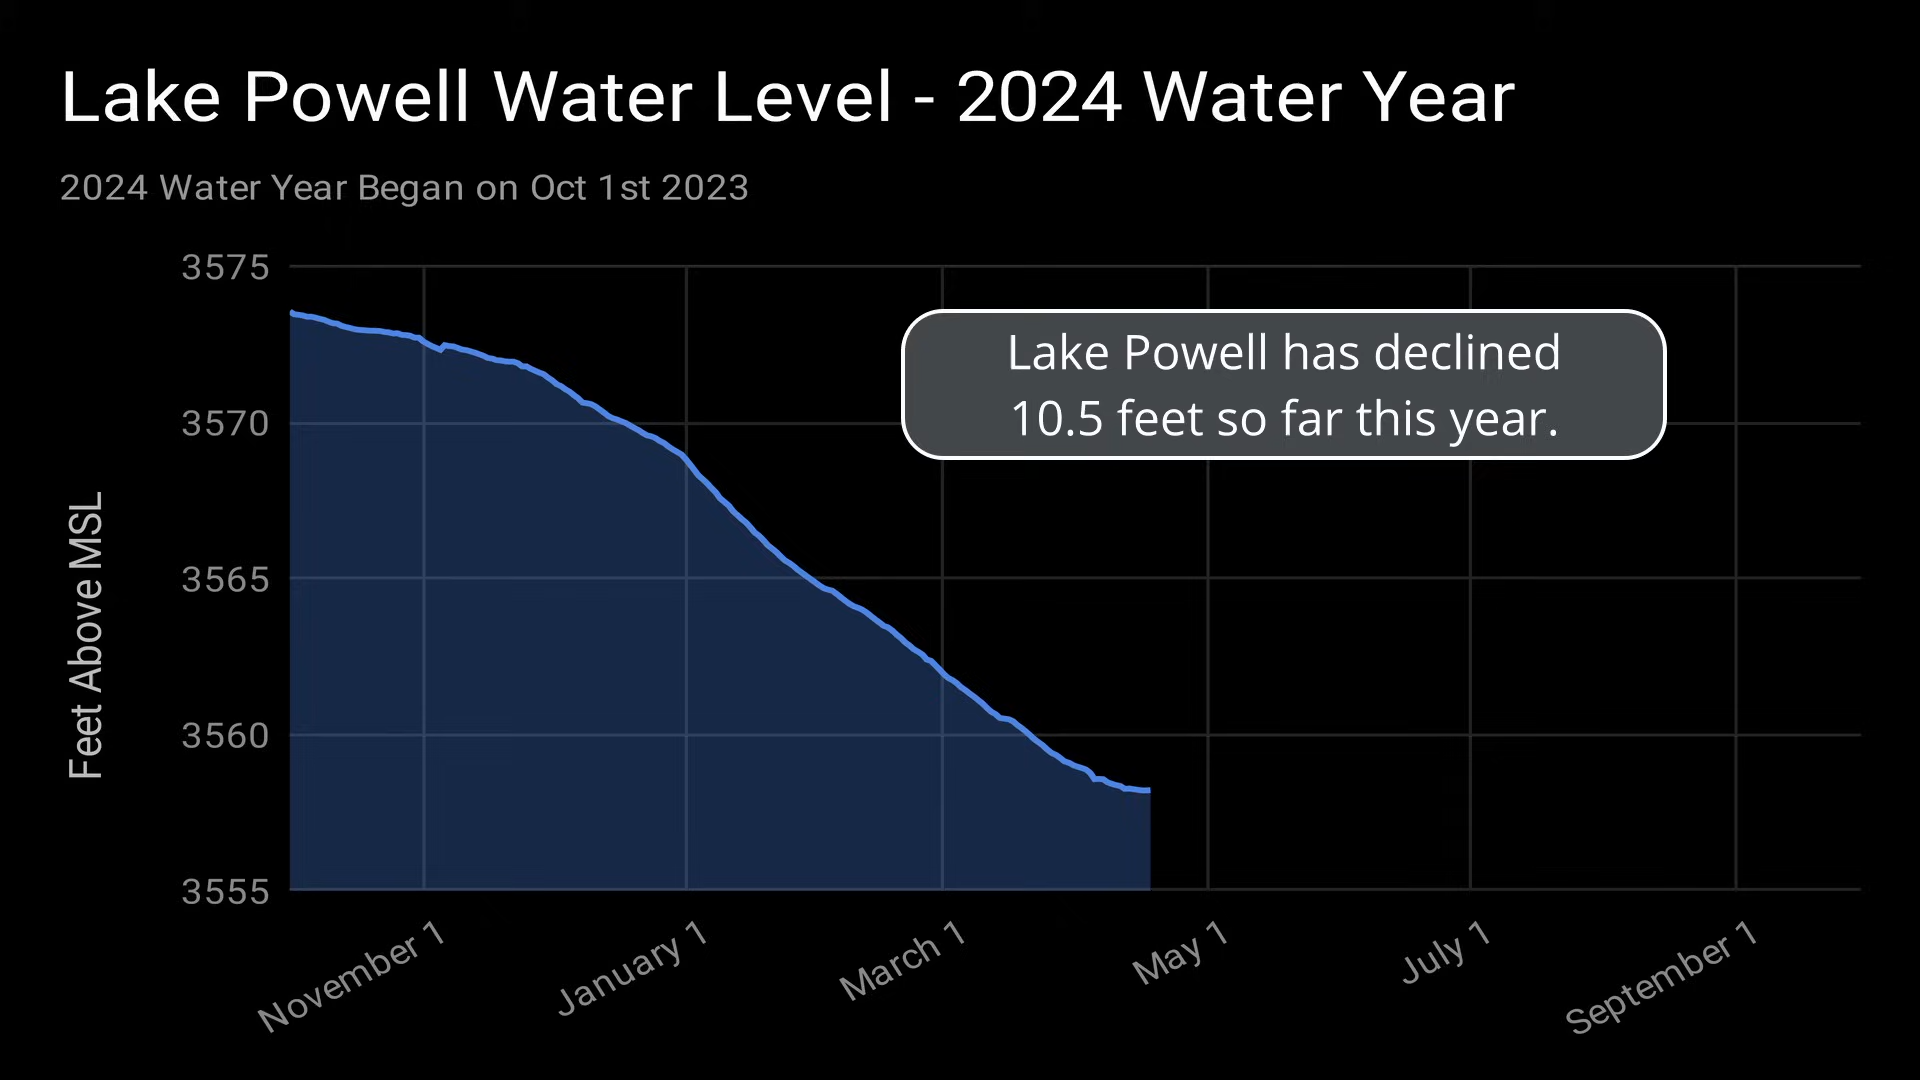 Lake Powell Water Level - 2024 Water Year
2024 Water Year Began on Oct 1st 2023
Lake Powell has declined
10.5 feet so far this year.
Feet Above MSL
3575
3570
3565
3560
3555
November 1
January 1
March 1
May 1
July 1
September 1